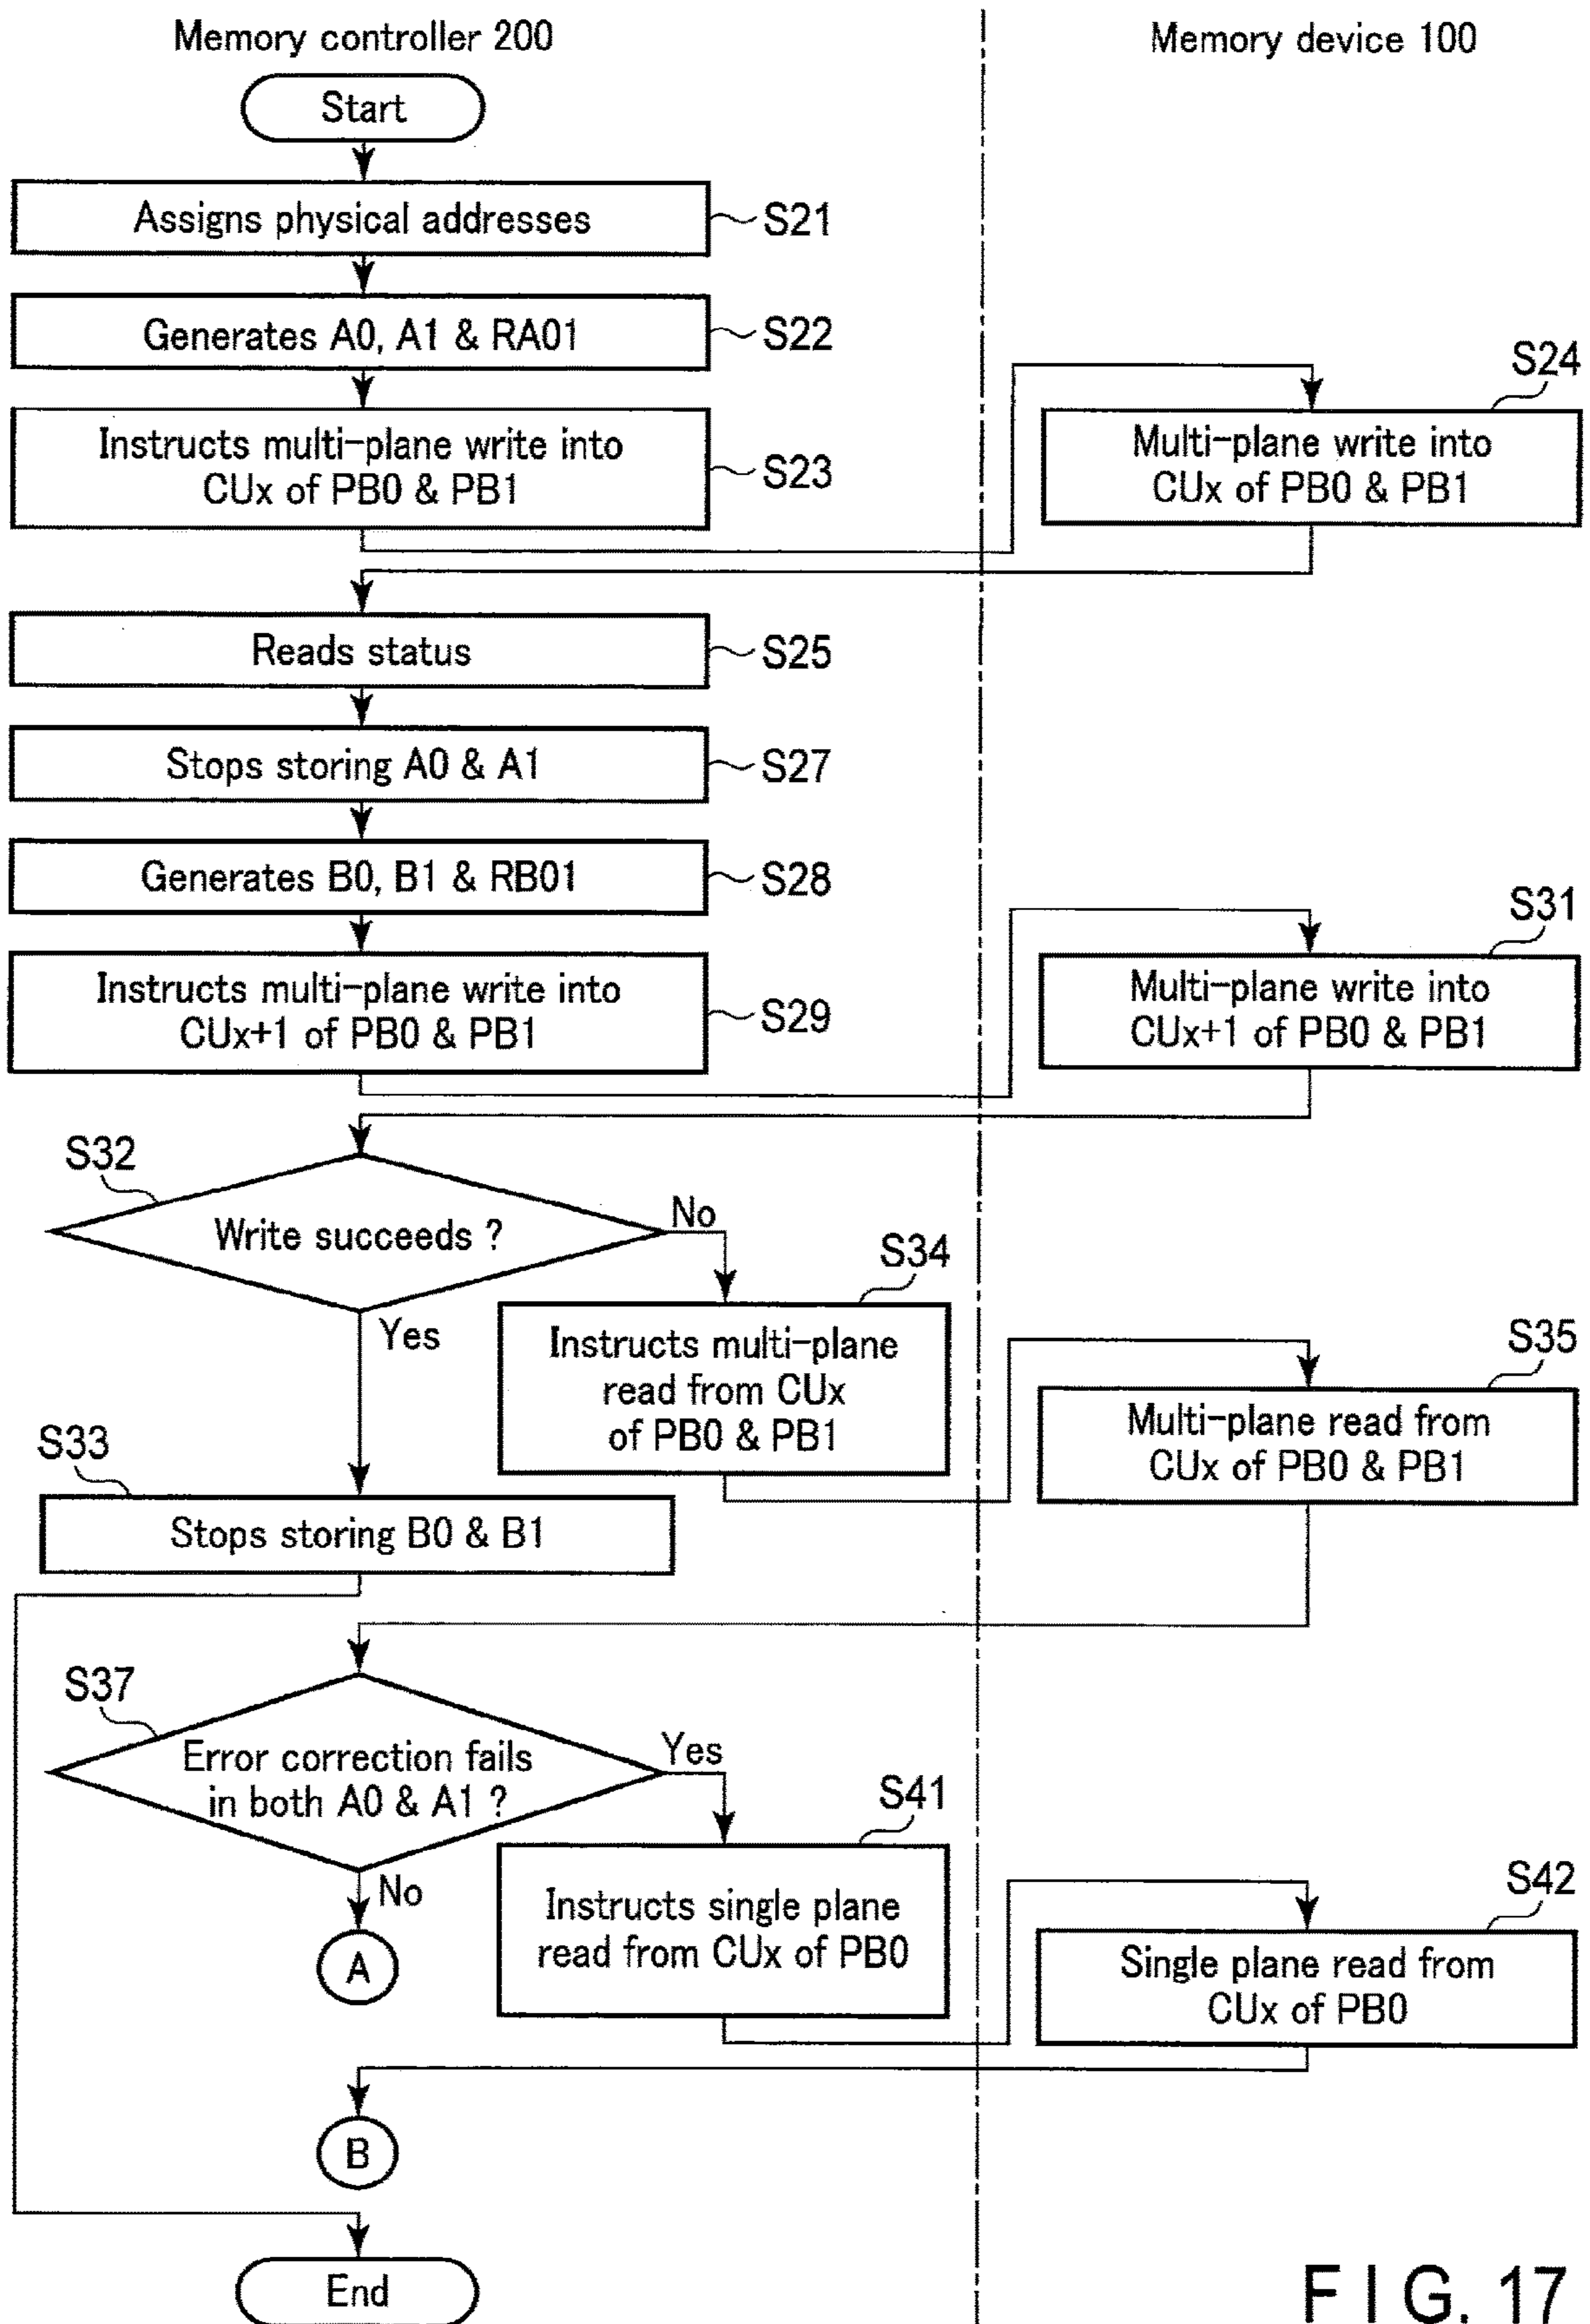 Memory controller 200
Memory device 100
Start
Assigns physical addresses
S21
Generates A0, A1 & RA01
S22
Instructs multi-plane write into
CUx of PB0 & PB1
S23
S24
Multi-plane write into
CUx of PB0 & PB1
Reads status
S25
Stops storing A0 & A1
S27
Generates B0, B1 & RB01
S28
Instructs multi-plane write into
CUx+1 of PB0 & PB1
S29
S31
Multi-plane write into
CUx+1 of PB0 & PB1
S32
Write succeeds ?
No
Yes
S34
Instructs multi-plane
read from CUx
of PB0 & PB1
S35
Multi-plane read from
CUx of PB0 & PB1
S33
Stops storing B0 & B1
S37
Error correction fails
in both A0 & A1 ?
Yes
No
A
S41
Instructs single plane
read from CUx of PB0
S42
Single plane read from
CUx of PB0
B
End
FIG. 17